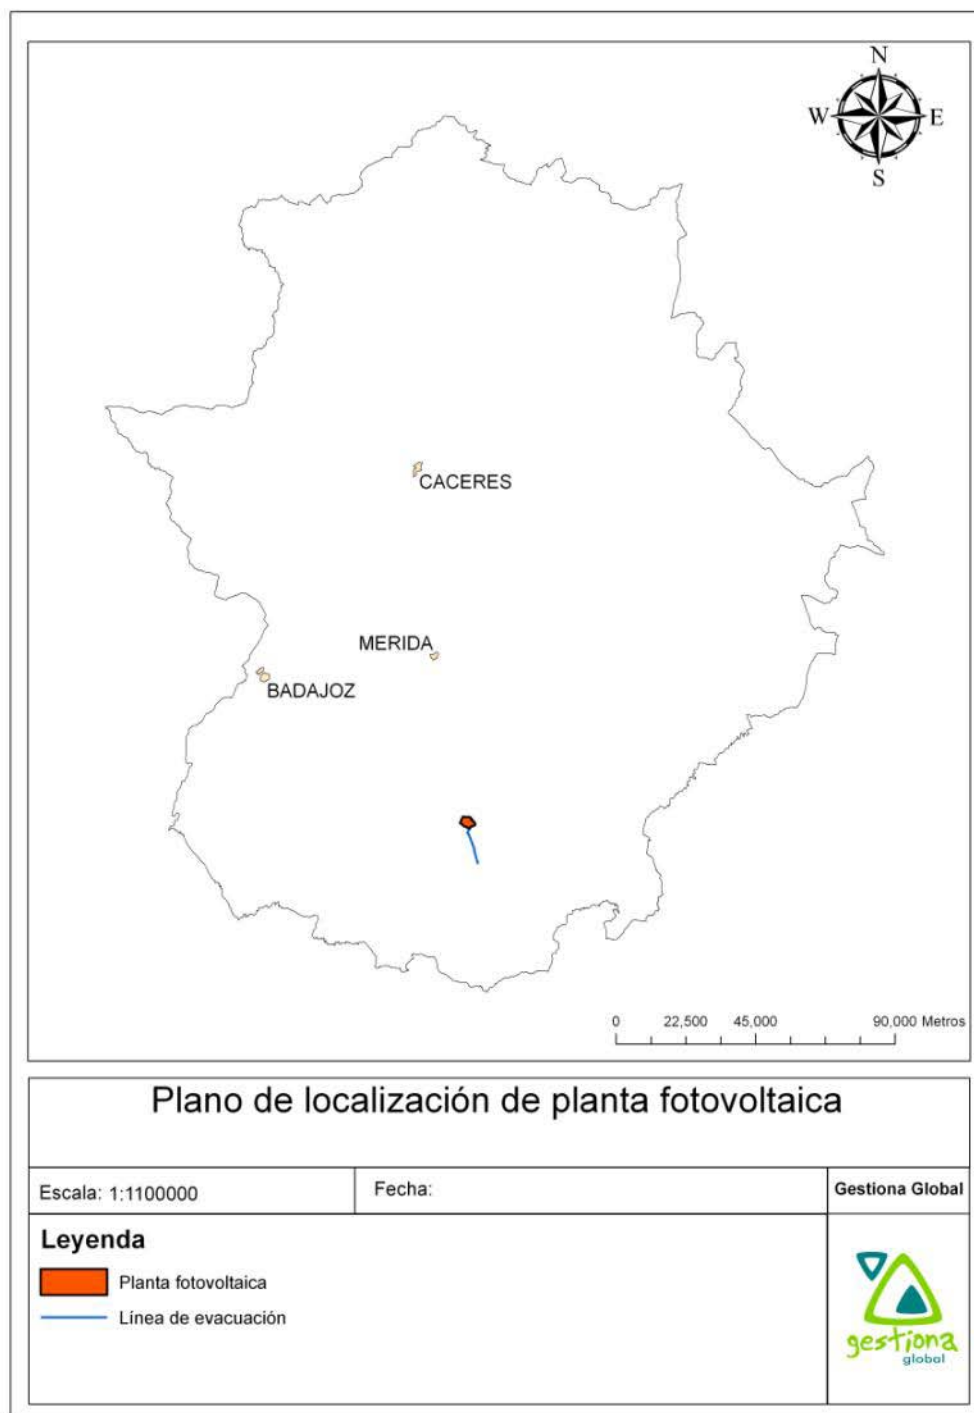 N
W E
S
CACERES
MERIDA
BADAJOZ
0 22,500 45,000 90,000 Metros
Plano de localización de planta fotovoltaica
Escala: 1:1100000
Fecha:
Gestiona Global
Leyenda
Planta fotovoltaica
Línea de evacuación
gestiona
global